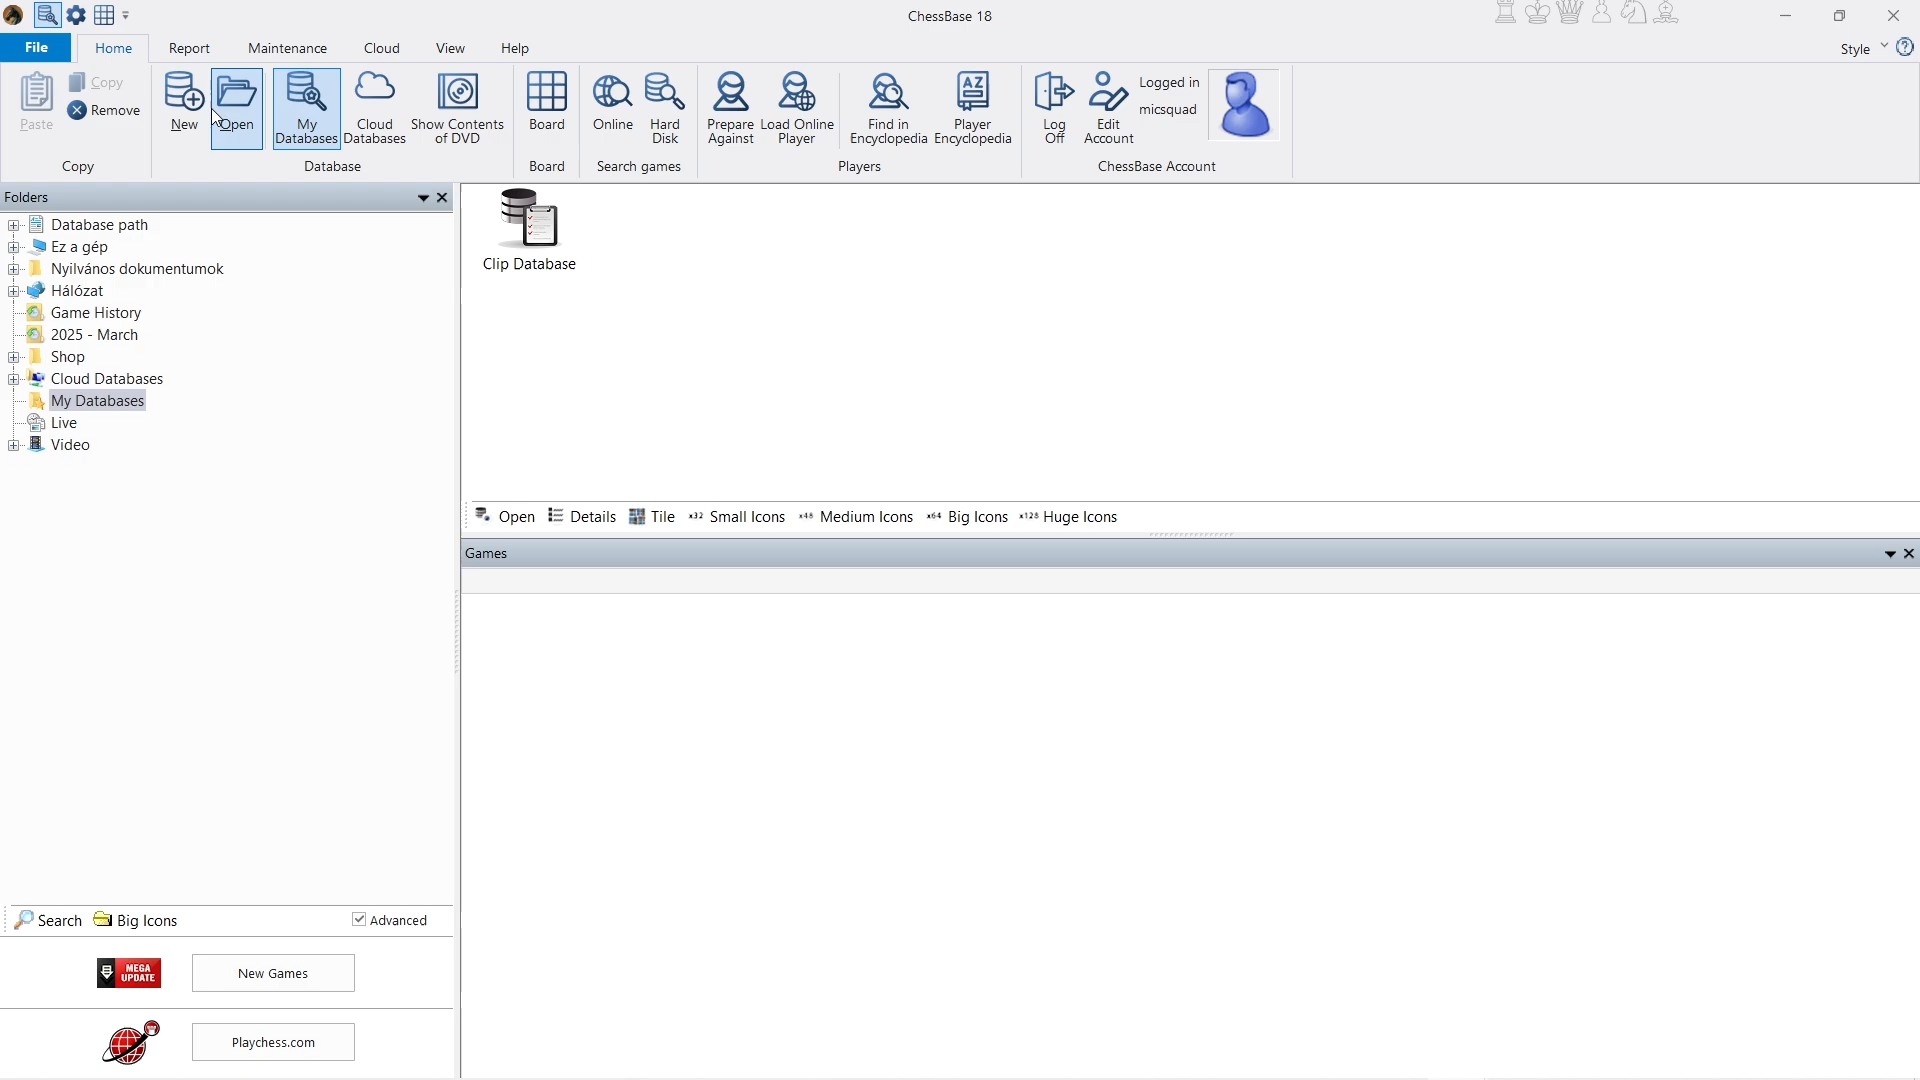 ChessBase 18
File Home Report Maintenance Cloud View Help Style
Paste Copy Remove
Copy
New Open My Databases Cloud Databases Show Contents of DVD
Database
Board
Board
Online Hard Disk
Search games
Prepare Against Load Online Player Find in Encyclopedia AZ Player Encyclopedia
Players
Log Off Edit Account Logged in micsquad
ChessBase Account
Folders
Database path
Ez a gép
Nyilvános dokumentumok
Hálózat
Game History
2025 - March
Shop
Cloud Databases
My Databases
Live
Video
Search Big Icons Advanced
MEGA UPDATE New Games
Playchess.com
Clip Database
Open Details Tile x32 Small Icons x48 Medium Icons x64 Big Icons x128 Huge Icons
Games